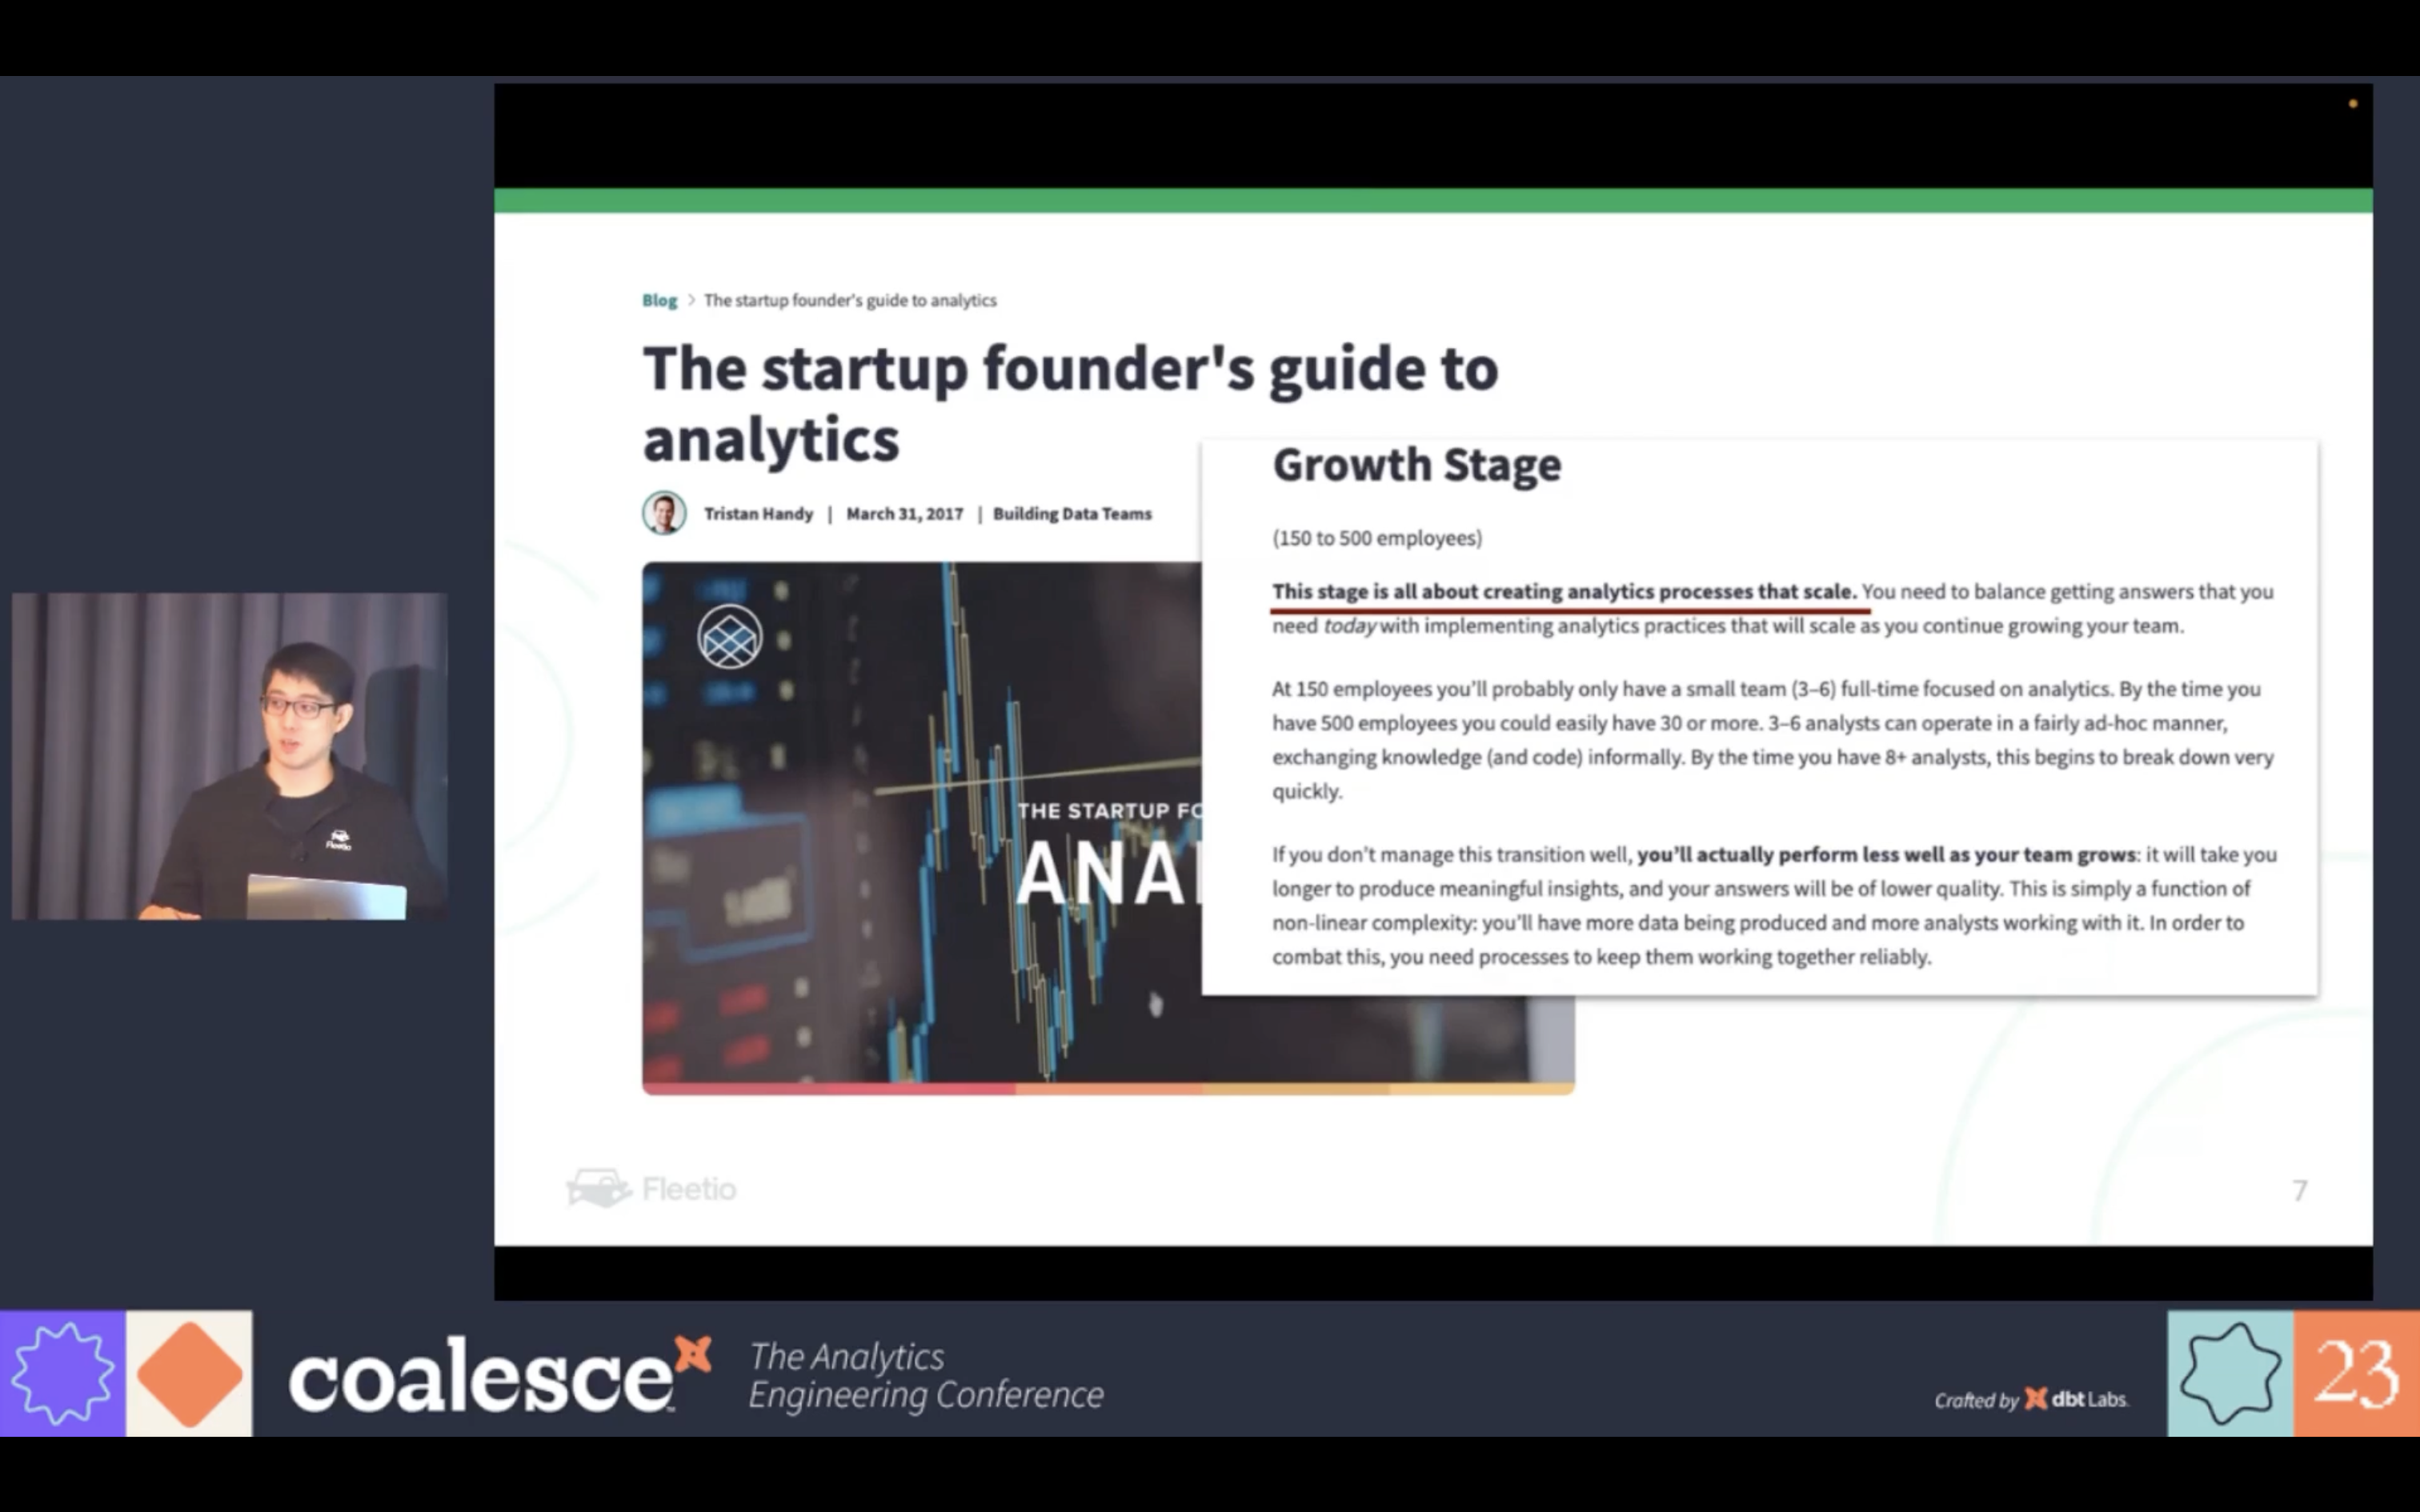 Blog > The startup founder's guide to analytics
The startup founder's guide to
analytics
Tristan Handy | March 31, 2017 | Building Data Teams
THE STARTUP FO
ANAL
Growth Stage
(150 to 500 employees)
This stage is all about creating analytics processes that scale. You need to balance getting answers that you
need today with implementing analytics practices that will scale as you continue growing your team.
At 150 employees you’ll probably only have a small team (3–6) full-time focused on analytics. By the time you
have 500 employees you could easily have 30 or more. 3–6 analysts can operate in a fairly ad-hoc manner,
exchanging knowledge (and code) informally. By the time you have 8+ analysts, this begins to break down very
quickly.
If you don’t manage this transition well, you’ll actually perform less well as your team grows: it will take you
longer to produce meaningful insights, and your answers will be of lower quality. This is simply a function of
non-linear complexity: you’ll have more data being produced and more analysts working with it. In order to
combat this, you need processes to keep them working together reliably.
Fleetio
Fleetio
7
coalesce
The Analytics
Engineering Conference
Crafted by dbt Labs.
23